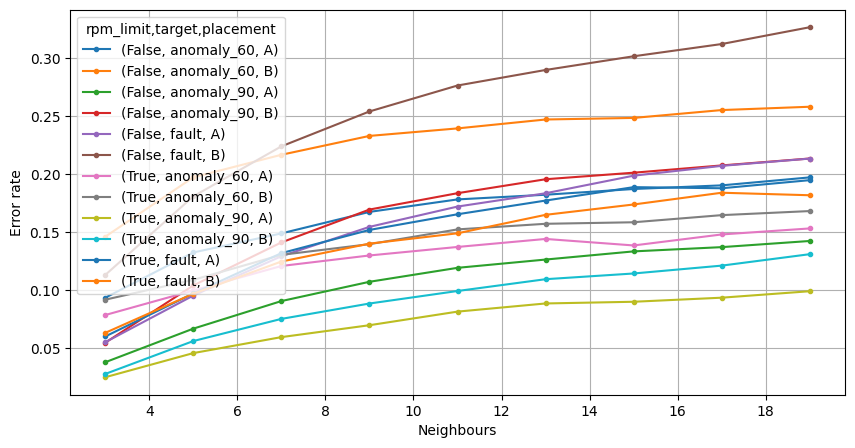 rpm_limit,target,placement
(False, anomaly_60, A)
(False, anomaly_60, B)
(False, anomaly_90, A)
(False, anomaly_90, B)
(False, fault, A)
(False, fault, B)
(True, anomaly_60, A)
(True, anomaly_60, B)
(True, anomaly_90, A)
(True, anomaly_90, B)
(True, fault, A)
(True, fault, B)
Error rate
0.30
0.25
0.20
0.15
0.10
0.05
4 6 8 10 12 14 16 18
Neighbours